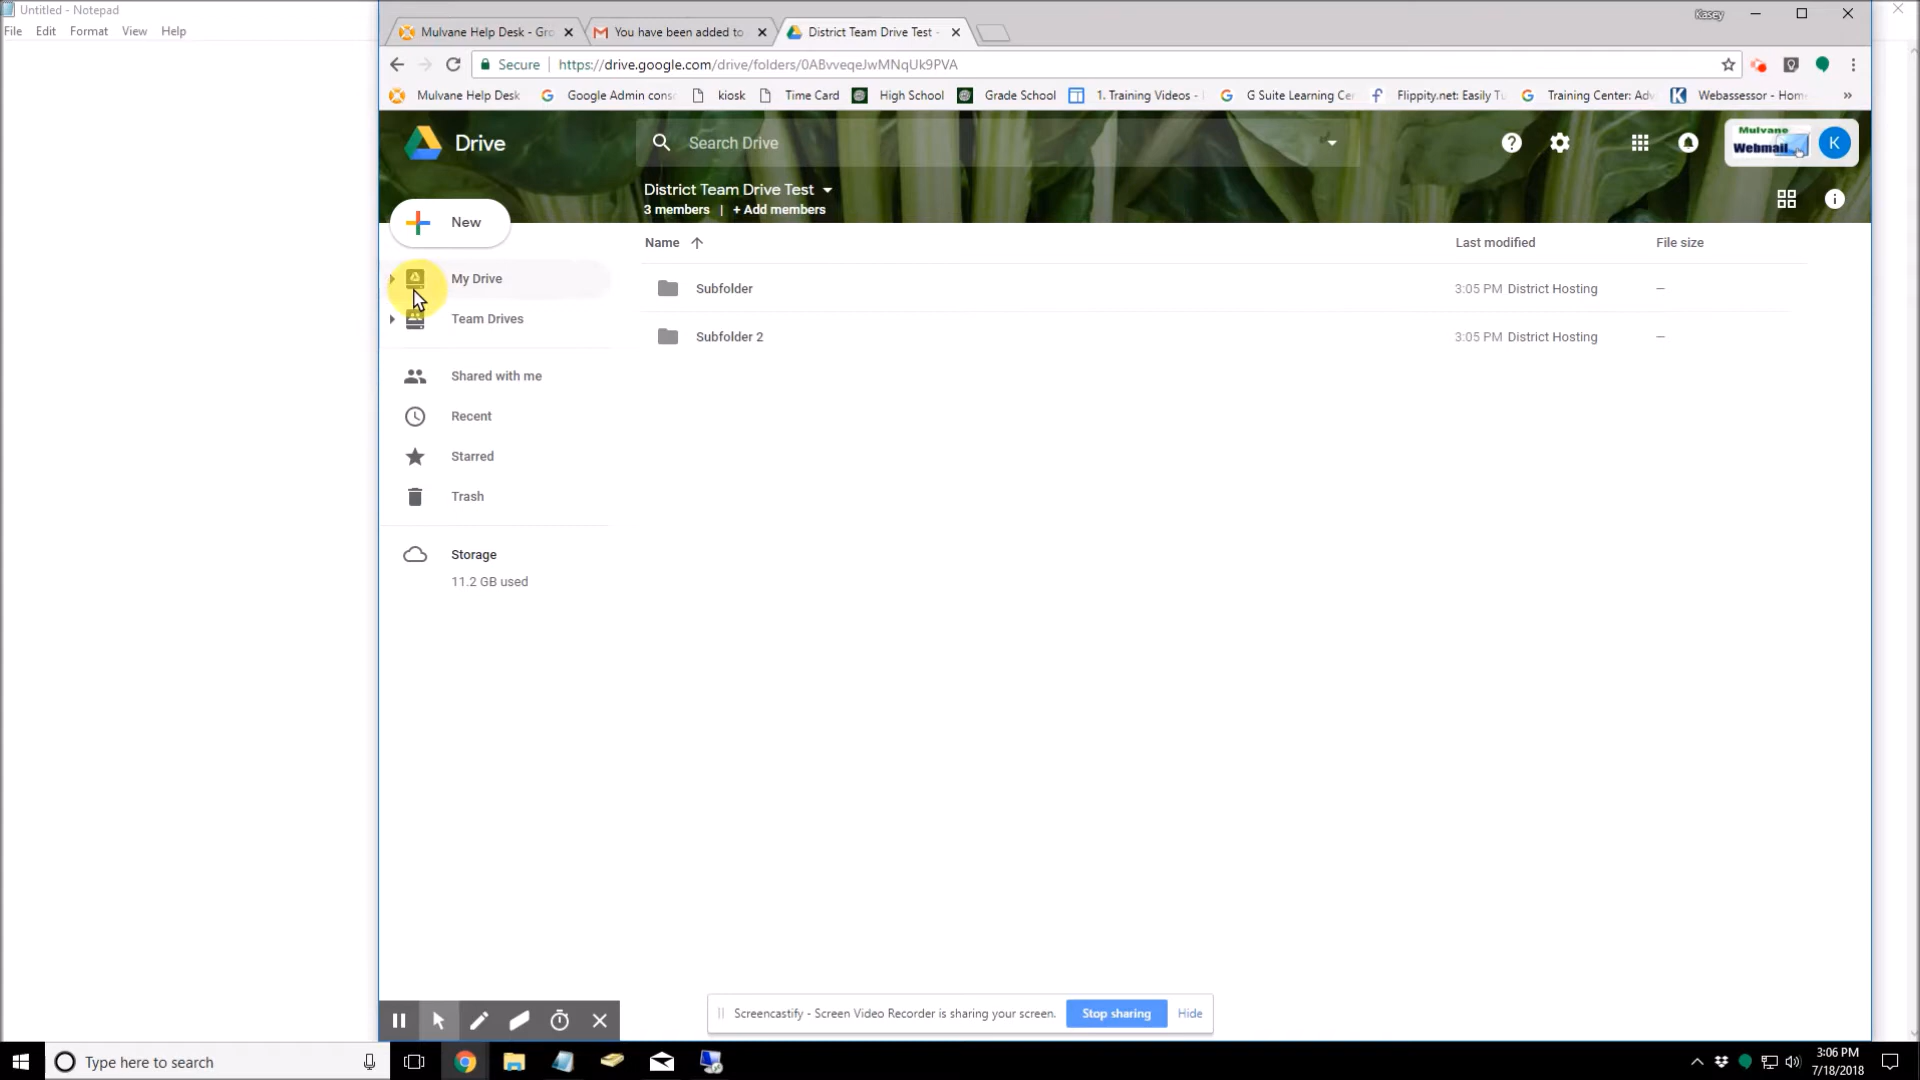 Untitled - Notepad
File Edit Format View Help
Kasey
Mulvane Help Desk - Gro
You have been added to
District Team Drive Test -
Secure
https://drive.google.com/drive/folders/0ABvveqeJwMNqUk9PVA
Mulvane Help Desk
Google Admin cons
kiosk
Time Card
High School
Grade School
1. Training Videos -
G Suite Learning Ce
Flippity.net: Easily Tu
Training Center: Adv
Webassessor - Hom
»
Drive
Search Drive
Mulvane
Webmail
K
District Team Drive Test
3 members | + Add members
New
Name
Last modified
File size
My Drive
Subfolder
3:05 PM District Hosting
—
Team Drives
Subfolder 2
3:05 PM District Hosting
—
Shared with me
Recent
Starred
Trash
Storage
11.2 GB used
Screencastify - Screen Video Recorder is sharing your screen.
Stop sharing
Hide
Type here to search
3:06 PM
7/18/2018